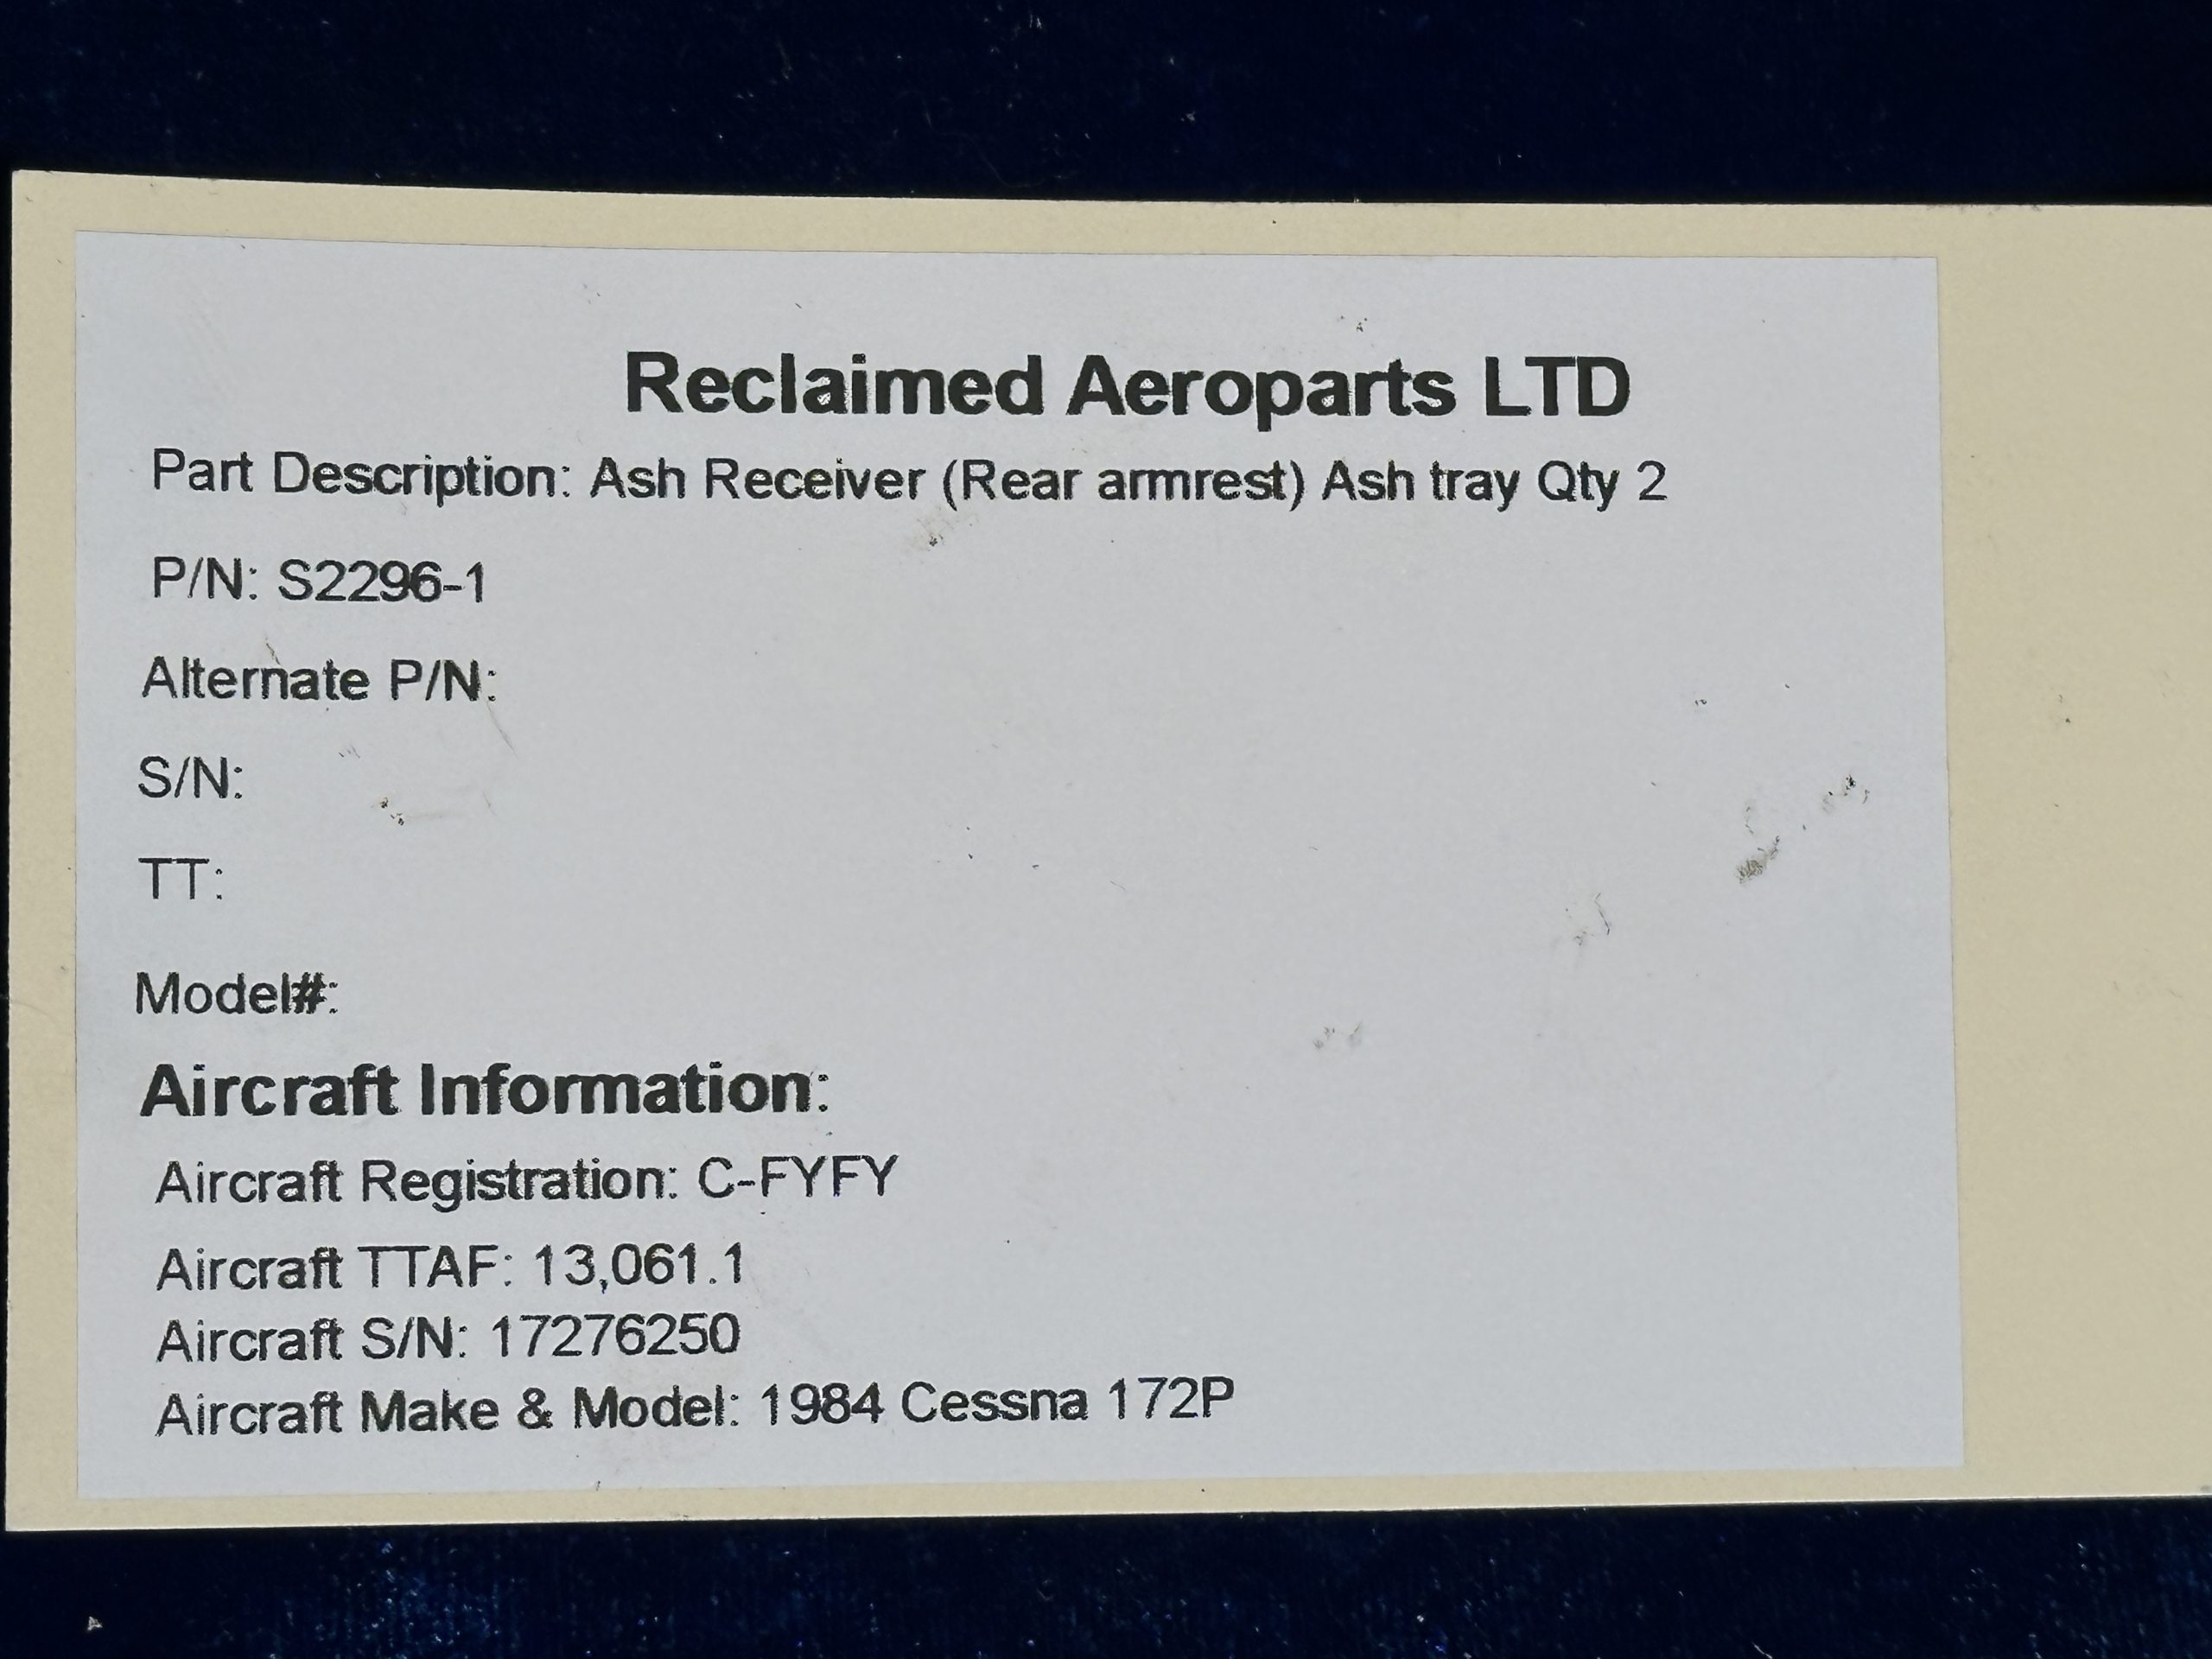 Reclaimed Aeroparts LTD
Part Description: Ash Receiver (Rear armrest) Ash tray Qty 2
P/N: S2296-1
Alternate P/N:
S/N:
TT:
Model#:
Aircraft Information:
Aircraft Registration: C-FYFY
Aircraft TTAF: 13,061.1
Aircraft S/N: 17276250
Aircraft Make & Model: 1984 Cessna 172P